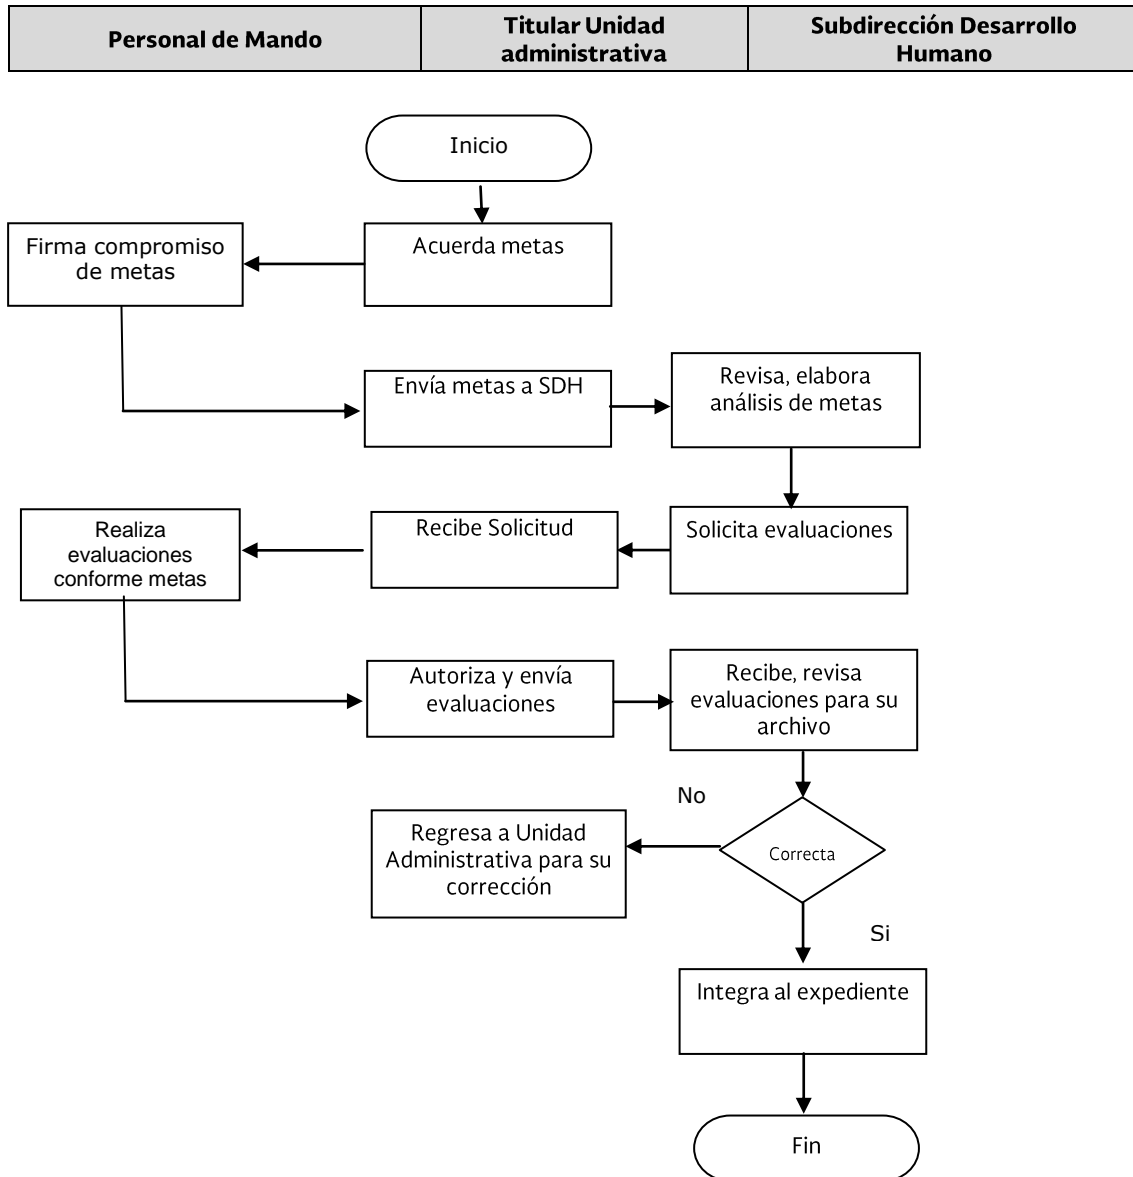 Personal de Mando
Titular Unidad
administrativa
Subdirección Desarrollo
Humano
Inicio
Firma compromiso
de metas
Acuerda metas
Envía metas a SDH
Revisa, elabora
análisis de metas
Realiza
evaluaciones
conforme metas
Recibe Solicitud
Solicita evaluaciones
Autoriza y envía
evaluaciones
Recibe, revisa
evaluaciones para su
archivo
No
Regresa a Unidad
Administrativa para su
corrección
Correcta
Si
Integra al expediente
Fin